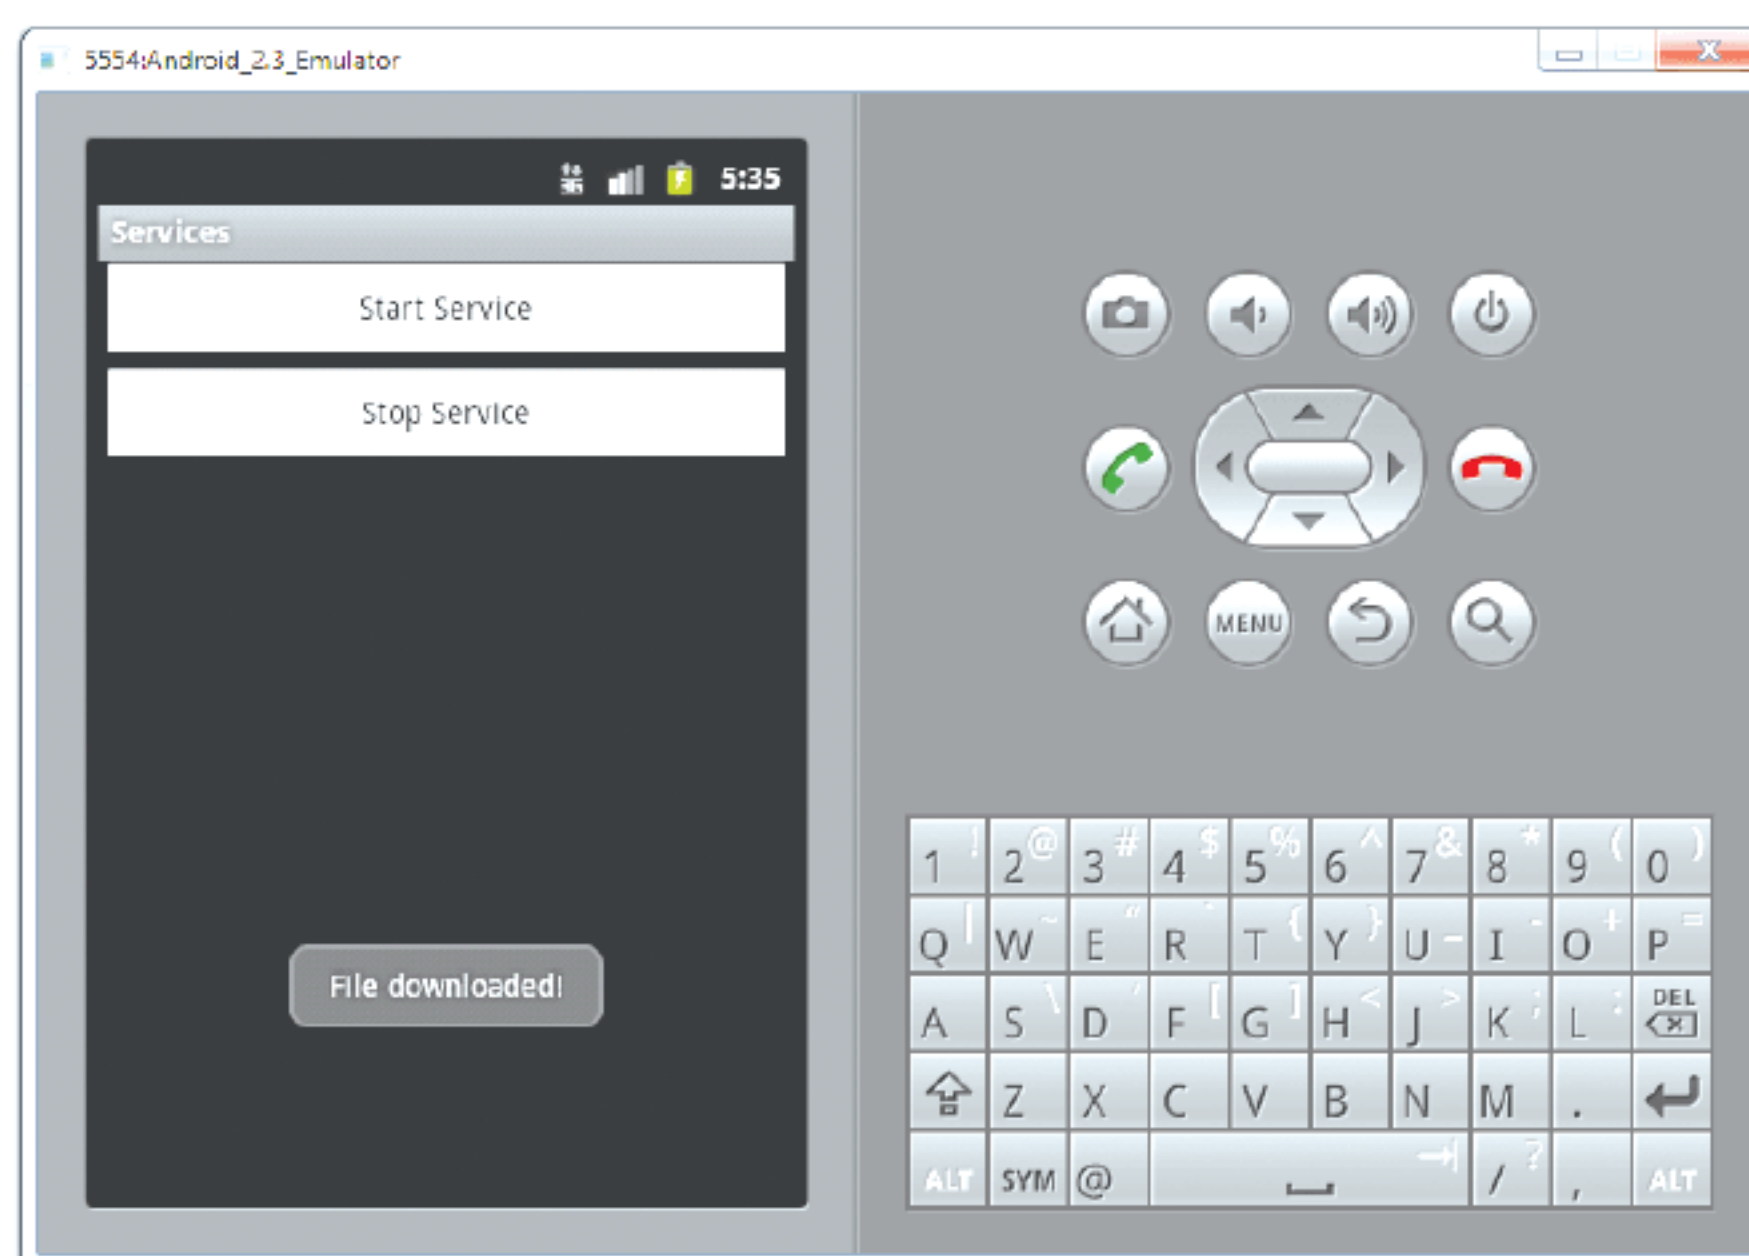 5554:Android_2.3_Emulator
3G 5:35
Services
Start Service
Stop Service
File downloaded!
MENU
1 ! 2 @ 3 # 4 $ 5 % 6 ^ 7 & 8 * 9 ( 0 )
Q | W ~ E " R ` T { Y } U _ I - O + P =
A S \ D ' F [ G ] H < J > K ; L : DEL
Z X C V B N M .
ALT SYM @ / ? , ALT